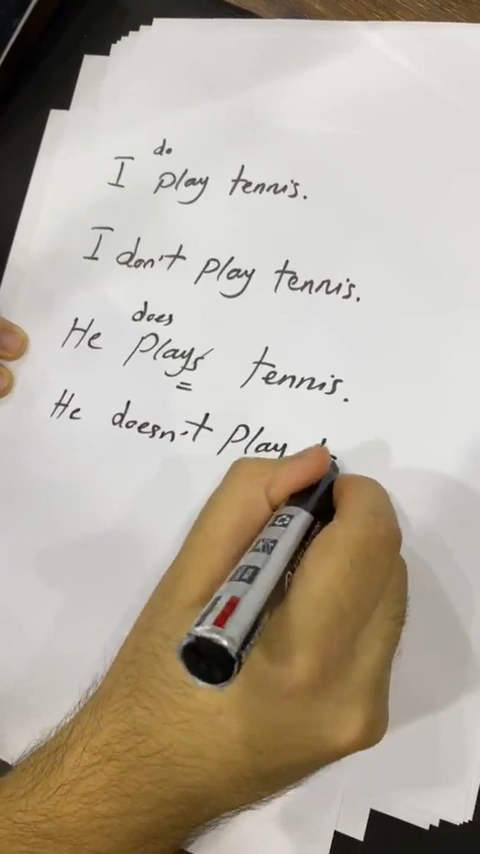 do
I play tennis.
I don't play tennis.
does
He plays tennis.
He doesn't play